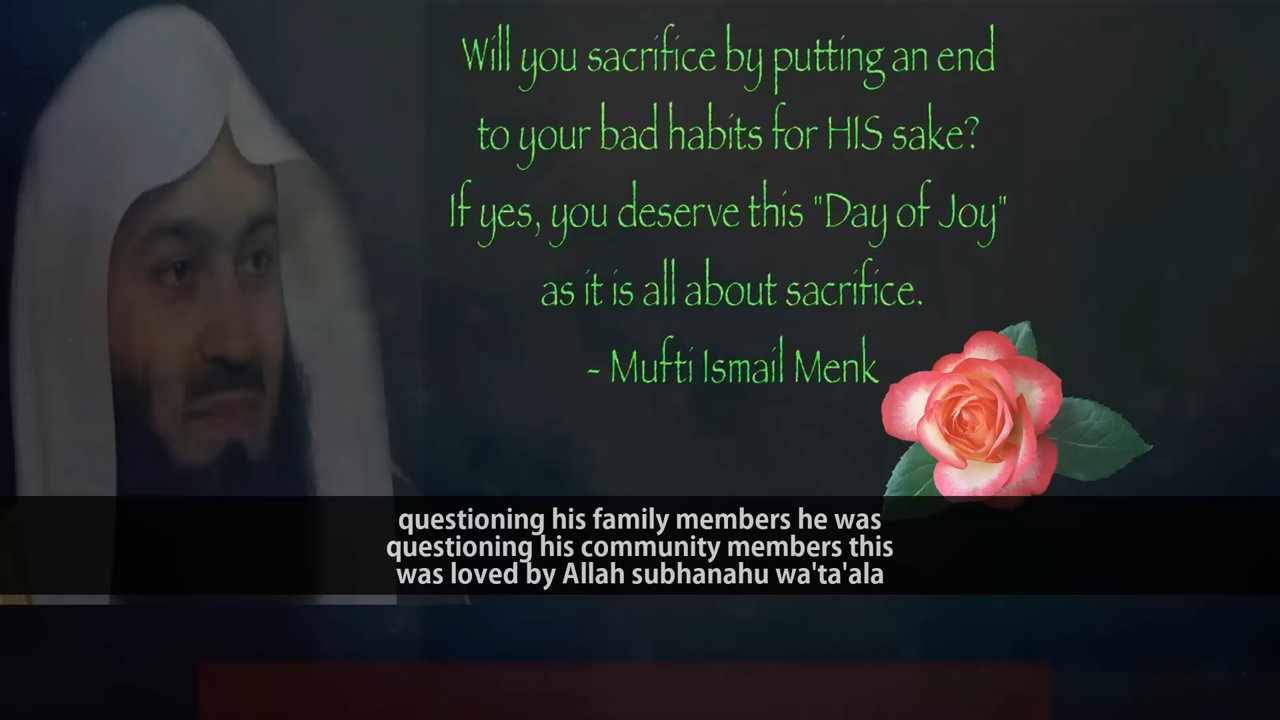 Will you sacrifice by putting an end
to your bad habits for HIS sake?
If yes, you deserve this "Day of Joy"
as it is all about sacrifice.
- Mufti Ismail Menk
questioning his family members he was
questioning his community members this
was loved by Allah subhanahu wa'ta'ala